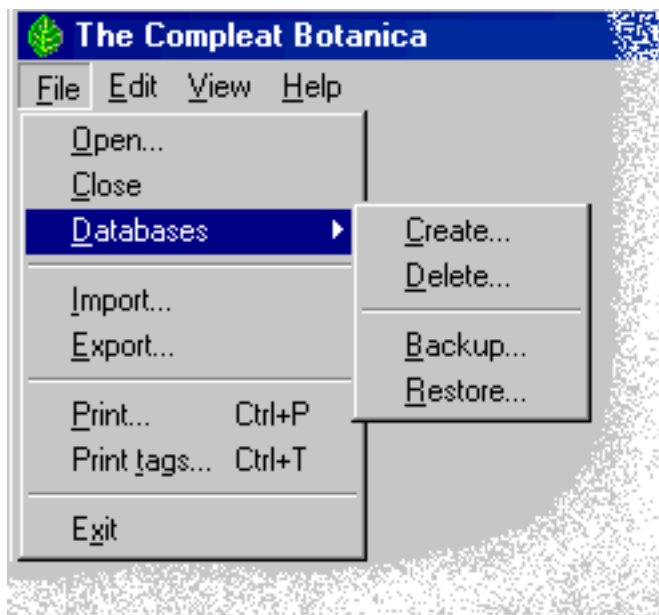 The Compleat Botanica
File Edit View Help
Open...
Close
Databases
Import...
Export...
Print... Ctrl+P
Print tags... Ctrl+T
Exit
Create...
Delete...
Backup...
Restore...